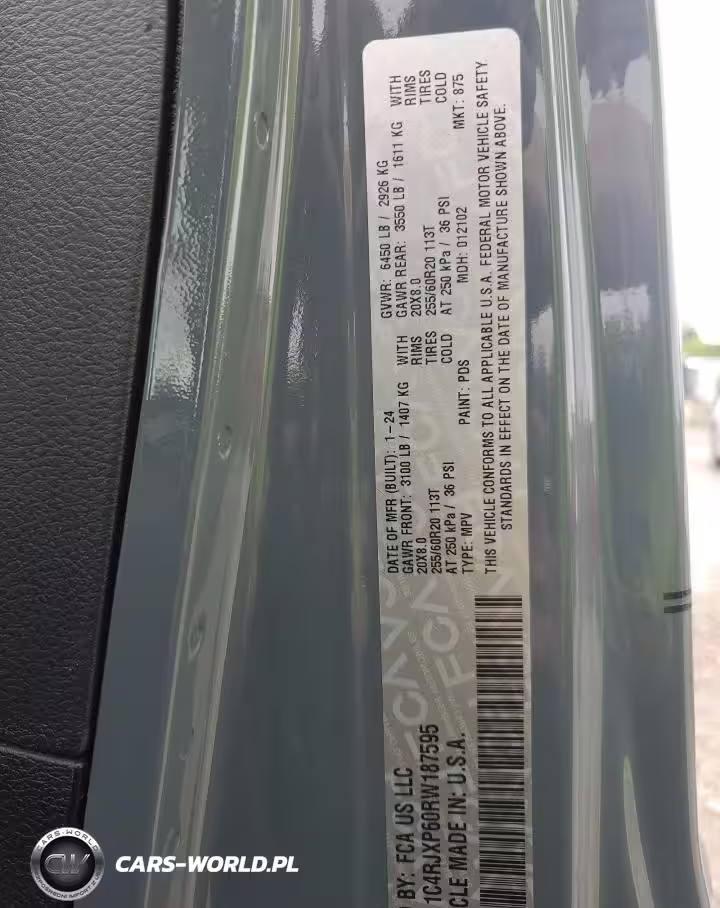 BY: FCA US LLC
1C4RJXP60RW187595
CLE MADE IN: U.S.A.
DATE OF MFR (BUILT): 1-24
GVWR: 6450 LB / 2926 KG
GAWR FRONT: 3100 LB / 1407 KG WITH
GAWR REAR: 3550 LB / 1611 KG WITH
20X8.0 RIMS
20X8.0 RIMS
255/60R20 113T TIRES
255/60R20 113T TIRES
AT 250 kPa / 36 PSI COLD
AT 250 kPa / 36 PSI COLD
TYPE: MPV PAINT: PDS MDH: 012102 MKT: 875
THIS VEHICLE CONFORMS TO ALL APPLICABLE U.S.A. FEDERAL MOTOR VEHICLE SAFETY
STANDARDS IN EFFECT ON THE DATE OF MANUFACTURE SHOWN ABOVE.
CARS-WORLD
CW
CARS-WORLD.PL